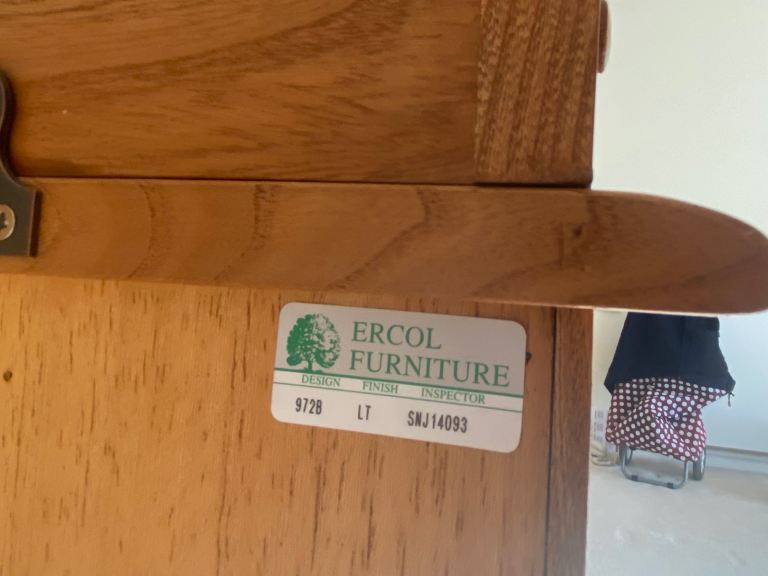 ERCOL
FURNITURE
DESIGN FINISH INSPECTOR
972B LT SNJ14093